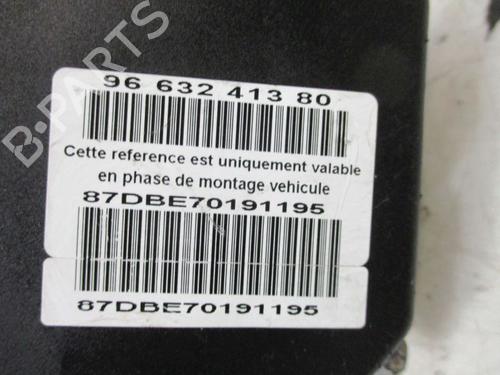 96 632 413 80
Cette reference est uniquement valable
en phase de montage vehicule
87DBE70191195
87DBE70191195
B-PARTS